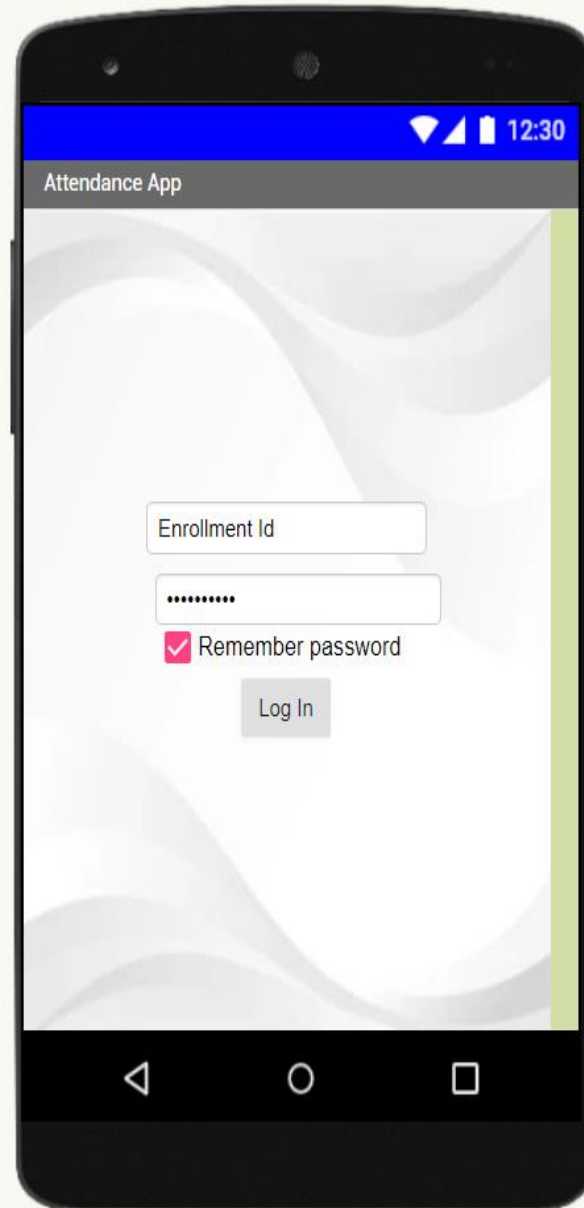 12:30
Attendance App
Enrollment Id
••••••••••
Remember password
Log In